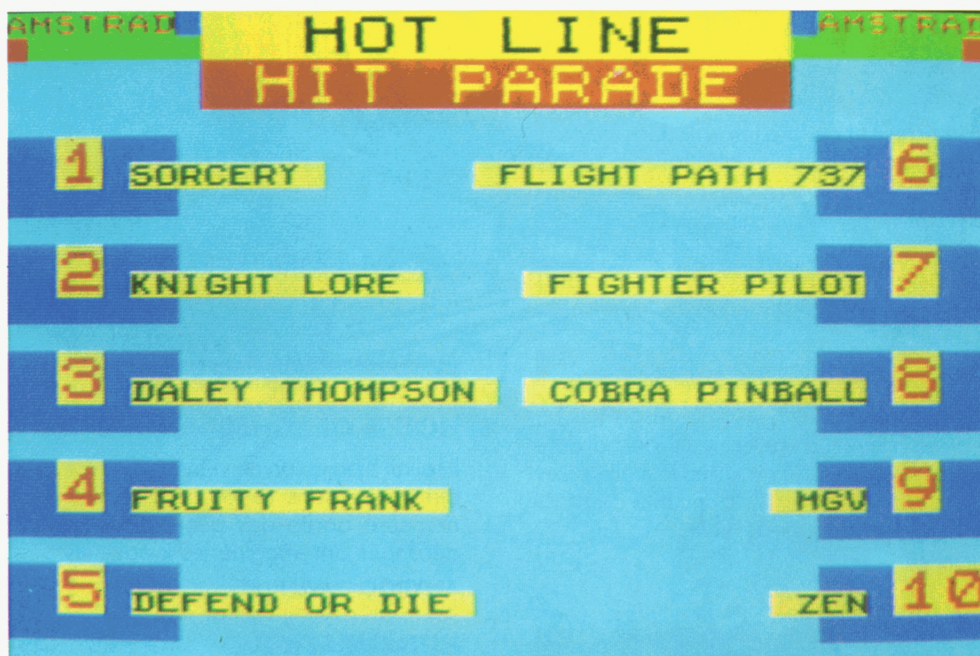 AMSTRAD HOT LINE AMSTRAD
HIT PARADE
1 SORCERY
2 KNIGHT LORE
3 DALEY THOMPSON
4 FRUITY FRANK
5 DEFEND OR DIE
FLIGHT PATH 737 6
FIGHTER PILOT 7
COBRA PINBALL 8
MGV 9
ZEN 10